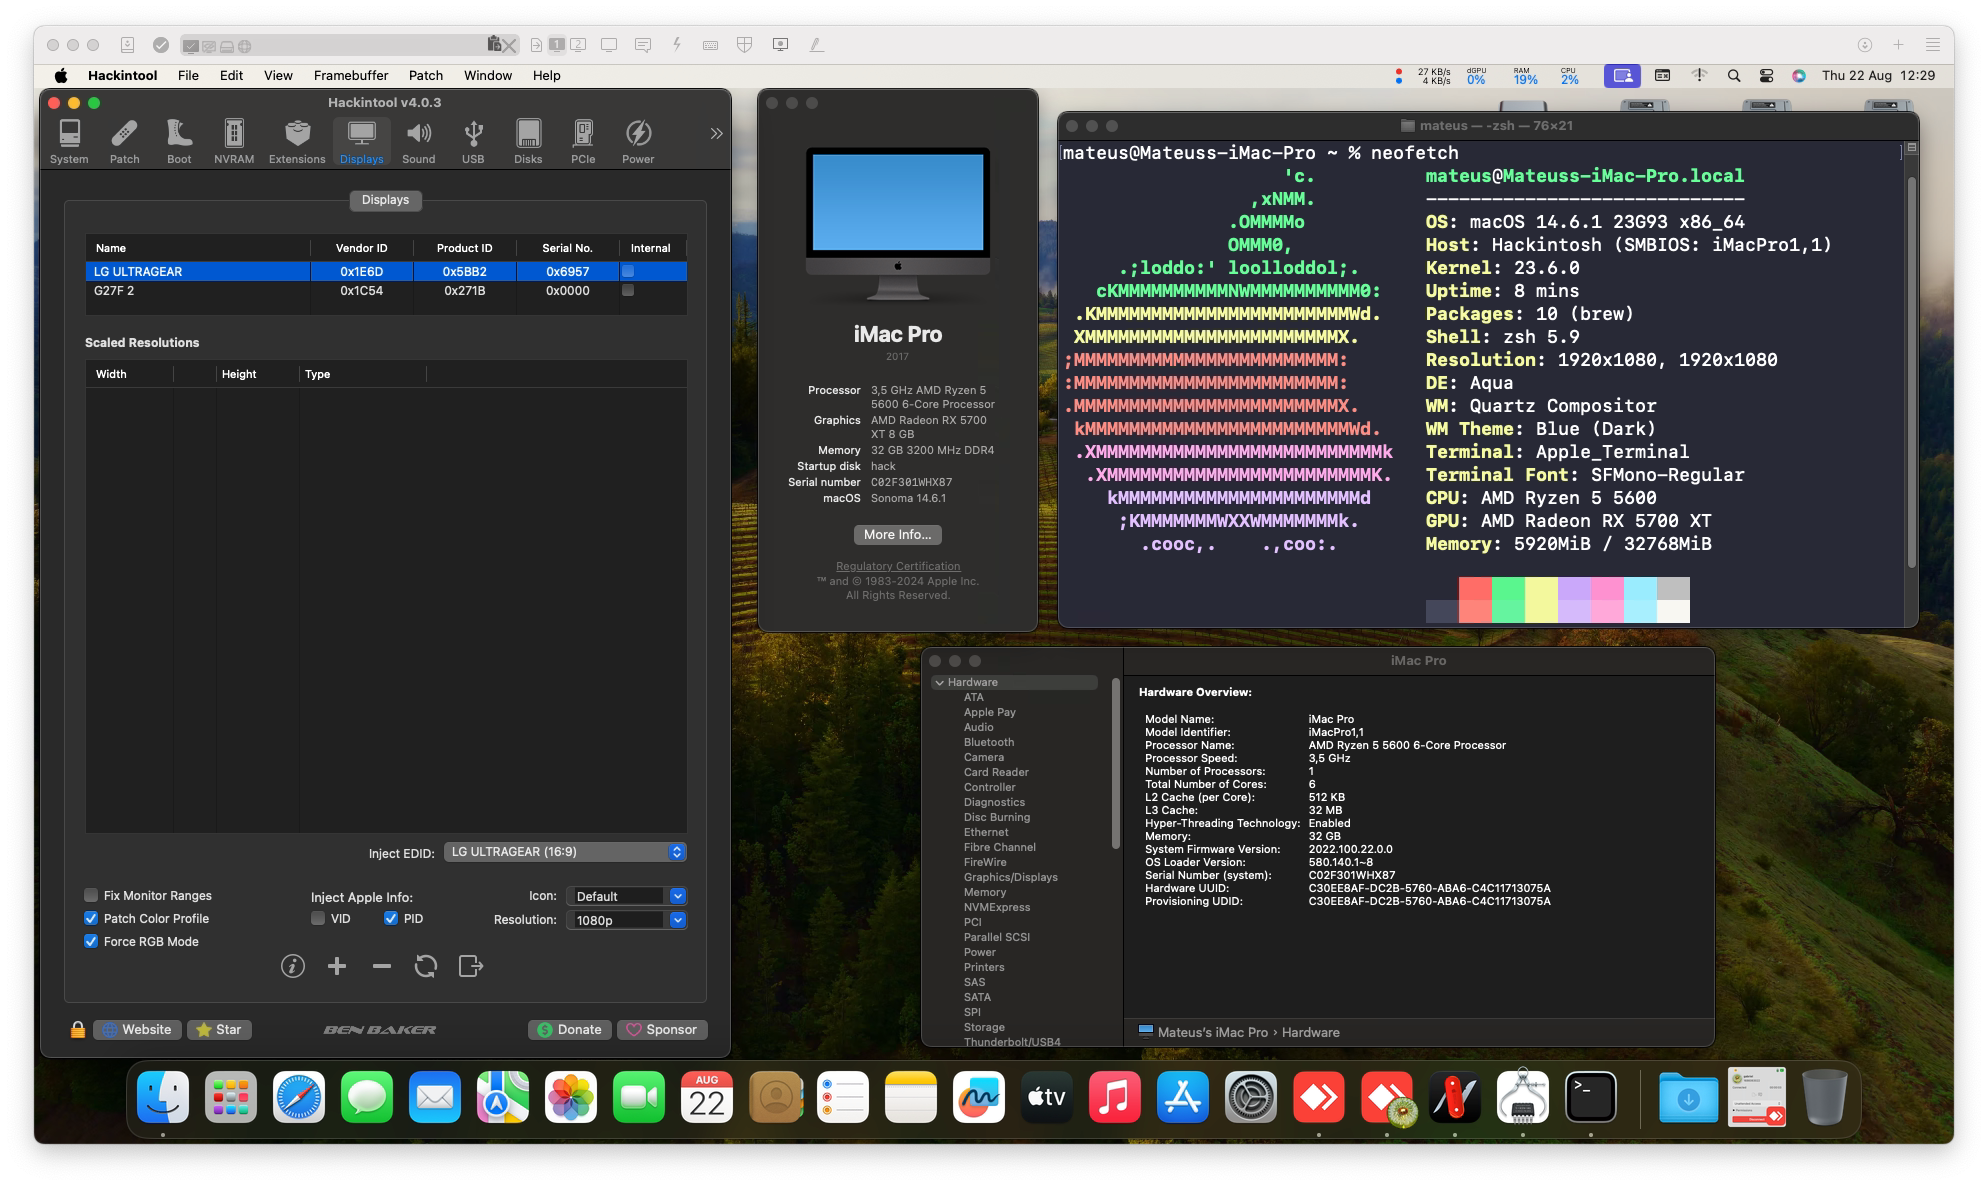 1 2
Hackintool File Edit View Framebuffer Patch Window Help
27 KB/s
4 KB/s
dGPU
0%
RAM
19%
CPU
2%
Thu 22 Aug 12:29
Hackintool v4.0.3
System Patch Boot NVRAM Extensions Displays Sound USB Disks PCIe Power
Displays
Name Vendor ID Product ID Serial No. Internal
LG ULTRAGEAR 0x1E6D 0x5BB2 0x6957
G27F 2 0x1C54 0x271B 0x0000
Scaled Resolutions
Width Height Type
Inject EDID: LG ULTRAGEAR (16:9)
Fix Monitor Ranges
Patch Color Profile
Force RGB Mode
Inject Apple Info:
VID PID
Icon: Default
Resolution: 1080p
Website Star BEN BAKER Donate Sponsor
iMac Pro
2017
Processor 3,5 GHz AMD Ryzen 5
5600 6-Core Processor
Graphics AMD Radeon RX 5700
XT 8 GB
Memory 32 GB 3200 MHz DDR4
Startup disk hack
Serial number C02F301WHX87
macOS Sonoma 14.6.1
More Info...
Regulatory Certification
™ and © 1983-2024 Apple Inc.
All Rights Reserved.
mateus — -zsh — 76×21
mateus@Mateuss-iMac-Pro ~ % neofetch
'c. mateus@Mateuss-iMac-Pro.local
,xNMM. -----------------------------
.OMMMMo OS: macOS 14.6.1 23G93 x86_64
OMMM0, Host: Hackintosh (SMBIOS: iMacPro1,1)
.;loddo:' loolloddol;. Kernel: 23.6.0
cKMMMMMMMMMMNWMMMMMMMMMM0: Uptime: 8 mins
.KMMMMMMMMMMMMMMMMMMMMMMMWd. Packages: 10 (brew)
XMMMMMMMMMMMMMMMMMMMMMMMX. Shell: zsh 5.9
;MMMMMMMMMMMMMMMMMMMMMMMM: Resolution: 1920x1080, 1920x1080
:MMMMMMMMMMMMMMMMMMMMMMMM: DE: Aqua
.MMMMMMMMMMMMMMMMMMMMMMMMX. WM: Quartz Compositor
kMMMMMMMMMMMMMMMMMMMMMMMMWd. WM Theme: Blue (Dark)
.XMMMMMMMMMMMMMMMMMMMMMMMMMMk Terminal: Apple_Terminal
.XMMMMMMMMMMMMMMMMMMMMMMMMK. Terminal Font: SFMono-Regular
kMMMMMMMMMMMMMMMMMMMMMMd CPU: AMD Ryzen 5 5600
;KMMMMMMMWXXWMMMMMMMk. GPU: AMD Radeon RX 5700 XT
.cooc,. .,coo:. Memory: 5920MiB / 32768MiB
iMac Pro
Hardware
ATA
Apple Pay
Audio
Bluetooth
Camera
Card Reader
Controller
Diagnostics
Disc Burning
Ethernet
Fibre Channel
FireWire
Graphics/Displays
Memory
NVMExpress
PCI
Parallel SCSI
Power
Printers
SAS
SATA
SPI
Storage
Thunderbolt/USB4
Hardware Overview:
Model Name: iMac Pro
Model Identifier: iMacPro1,1
Processor Name: AMD Ryzen 5 5600 6-Core Processor
Processor Speed: 3,5 GHz
Number of Processors: 1
Total Number of Cores: 6
L2 Cache (per Core): 512 KB
L3 Cache: 32 MB
Hyper-Threading Technology: Enabled
Memory: 32 GB
System Firmware Version: 2022.100.22.0.0
OS Loader Version: 580.140.1~8
Serial Number (system): C02F301WHX87
Hardware UUID: C30EE8AF-DC2B-5760-ABA6-C4C11713075A
Provisioning UDID: C30EE8AF-DC2B-5760-ABA6-C4C11713075A
Mateus's iMac Pro › Hardware
AUG
22
tv
>_